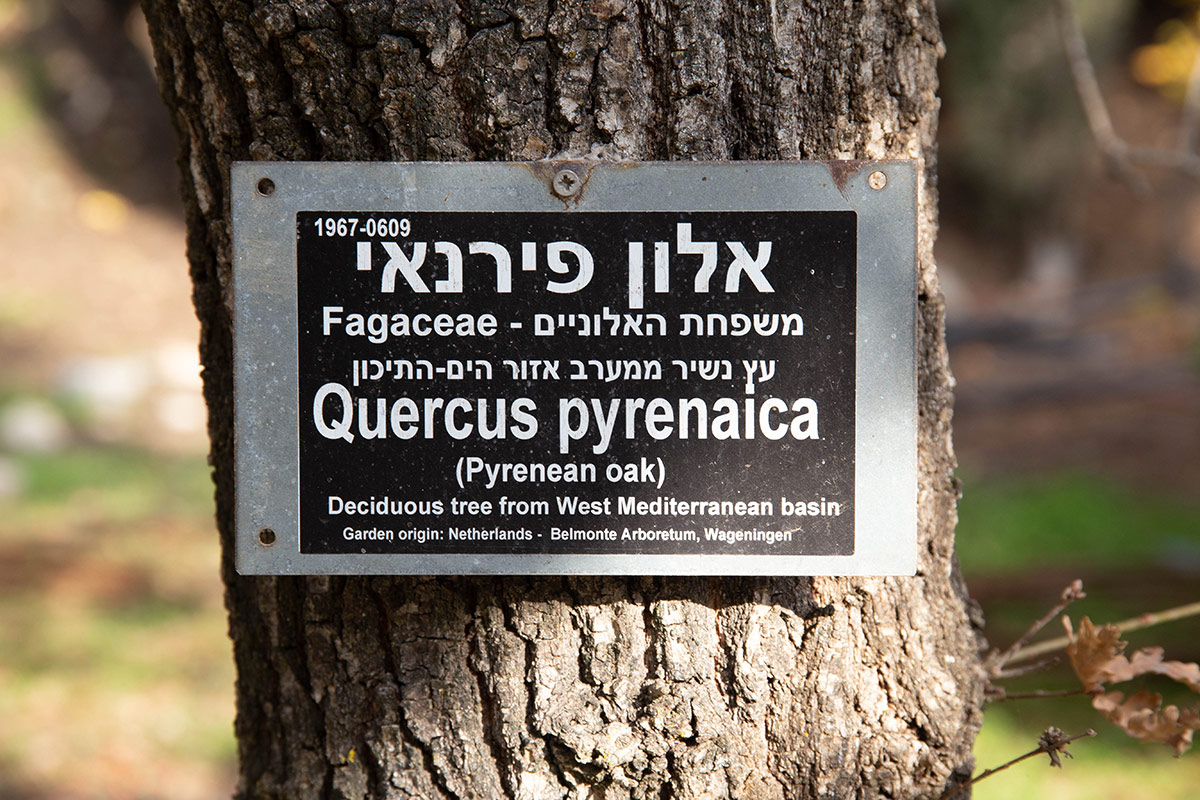 1967-0609
אלון פירנאי
משפחת האלוניים - Fagaceae
עץ נשיר ממערב אזור הים-התיכון
Quercus pyrenaica
(Pyrenean oak)
Deciduous tree from West Mediterranean basin
Garden origin: Netherlands - Belmonte Arboretum, Wageningen